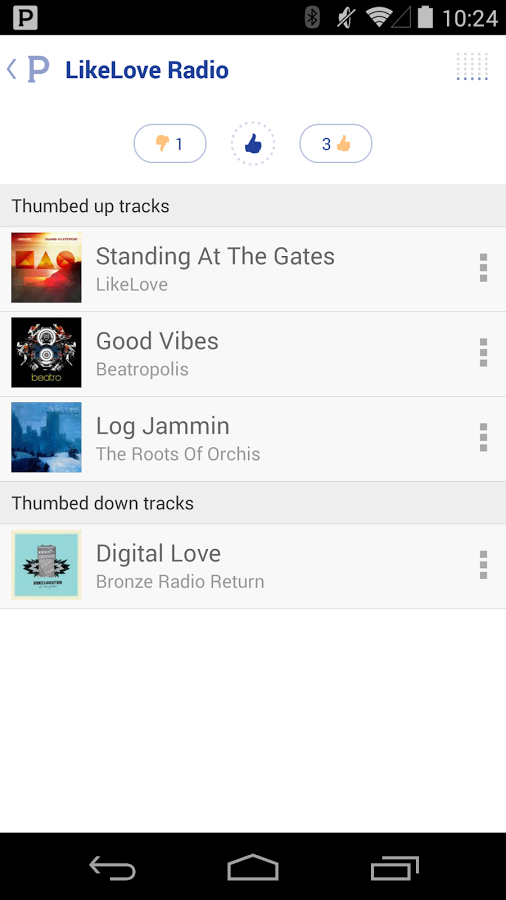 P 10:24
P LikeLove Radio
1
3
Thumbed up tracks
Standing At The Gates
LikeLove
Good Vibes
beatro
Beatropolis
Log Jammin
The Roots Of Orchis
Thumbed down tracks
Digital Love
Bronze Radio Return